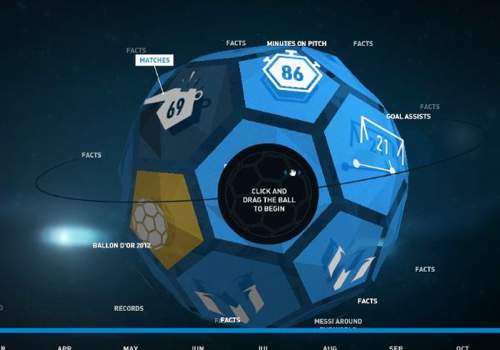 FACTS
FACTS
MINUTES ON PITCH
FACTS
MATCHES
86
69
FACTS
GOAL ASSISTS
21
FACTS
CLICK AND
DRAG THE BALL
TO BEGIN
BALLON D'OR 2012
FACTS
FACTS
RECORDS
FACTS
MESSI AROUND
APR
MAY
JUN
JUL
AUG
SEP
OCT